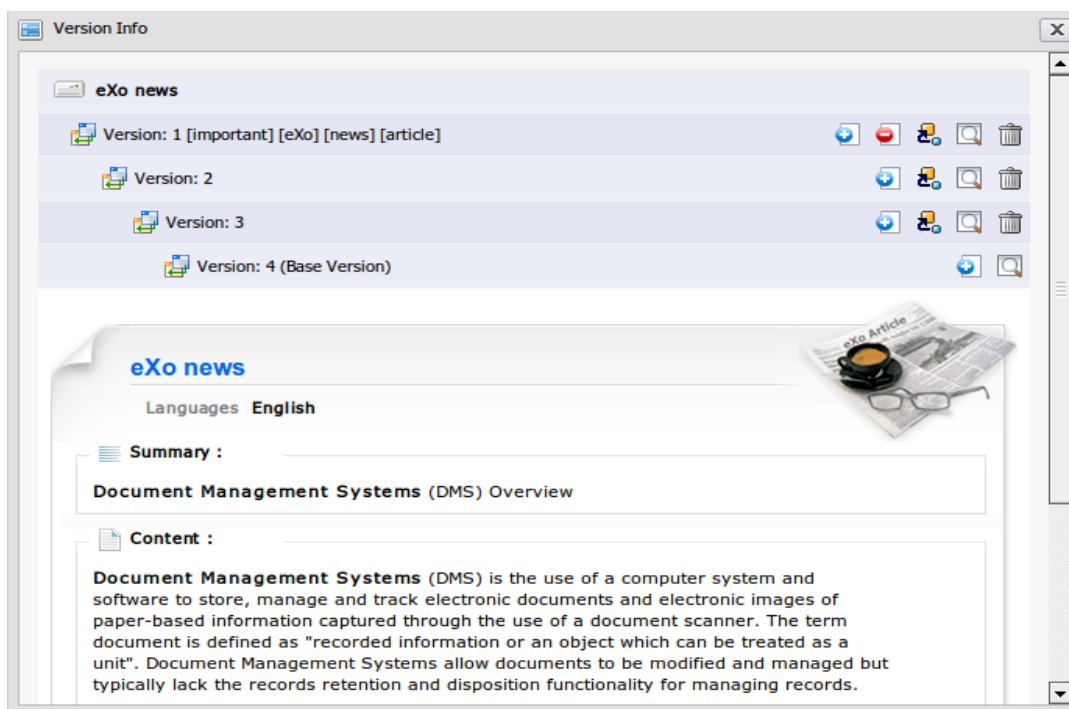 Version Info
eXo news
Version: 1 [important] [eXo] [news] [article]
Version: 2
Version: 3
Version: 4 (Base Version)
eXo Article
eXo news
Languages English
Summary :
Document Management Systems (DMS) Overview
Content :
Document Management Systems (DMS) is the use of a computer system and
software to store, manage and track electronic documents and electronic images of
paper-based information captured through the use of a document scanner. The term
document is defined as "recorded information or an object which can be treated as a
unit". Document Management Systems allow documents to be modified and managed but
typically lack the records retention and disposition functionality for managing records.